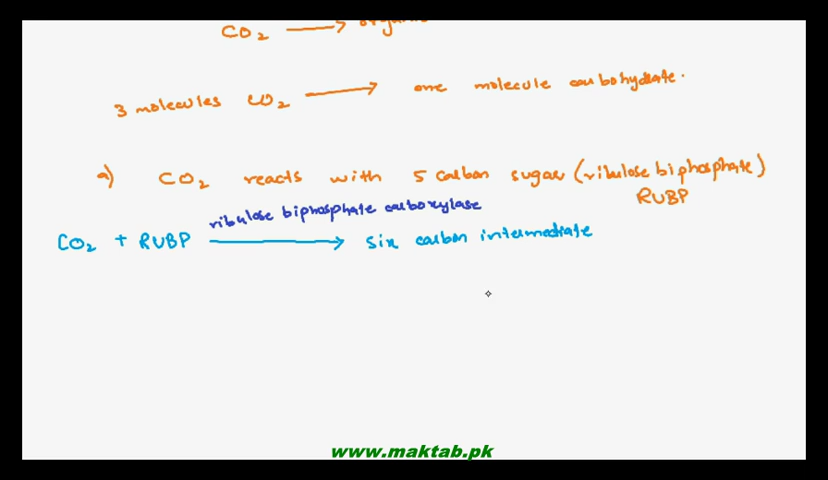 CO2 → organic
3 molecules CO2 → one molecule carbohydrate.
a) CO2 reacts with 5 carbon sugar (ribulose biphosphate)
RUBP
ribulose biphosphate carboxylase
CO2 + RUBP → six carbon intermediate
www.maktab.pk